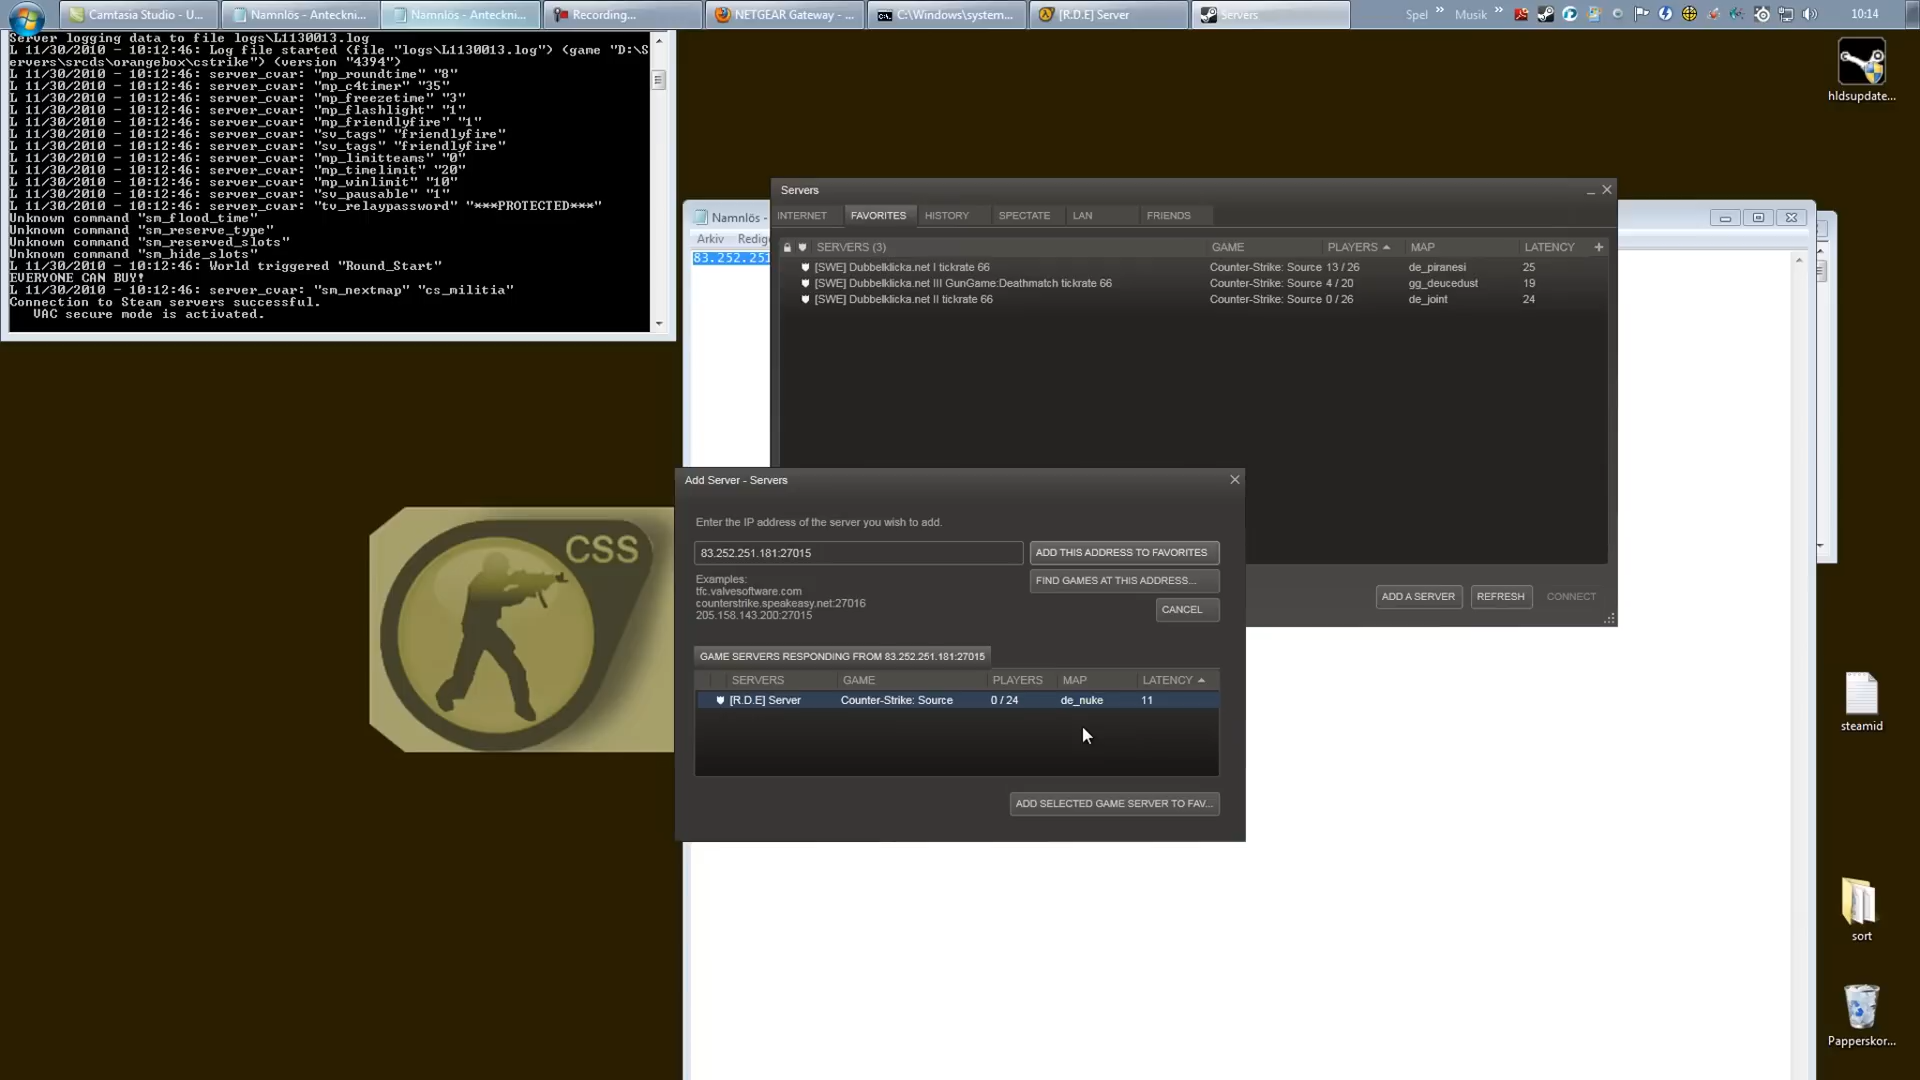 Camtasia Studio - U...
Namnlös - Anteckni...
Namnlös - Anteckni...
Recording...
NETGEAR Gateway - ...
C:\Windows\system...
[R.D.E] Server
Servers
Spel »
Musik »
10:14
Server logging data to file logs\L1130013.log
L 11/30/2010 - 10:12:46: Log file started (file "logs\L1130013.log") (game "D:\S
ervers\srcds\orangebox\cstrike") (version "4394")
L 11/30/2010 - 10:12:46: server_cvar: "mp_roundtime" "8"
L 11/30/2010 - 10:12:46: server_cvar: "mp_c4timer" "35"
L 11/30/2010 - 10:12:46: server_cvar: "mp_freezetime" "3"
L 11/30/2010 - 10:12:46: server_cvar: "mp_flashlight" "1"
L 11/30/2010 - 10:12:46: server_cvar: "mp_friendlyfire" "1"
L 11/30/2010 - 10:12:46: server_cvar: "sv_tags" "friendlyfire"
L 11/30/2010 - 10:12:46: server_cvar: "sv_tags" "friendlyfire"
L 11/30/2010 - 10:12:46: server_cvar: "mp_limitteams" "0"
L 11/30/2010 - 10:12:46: server_cvar: "mp_timelimit" "20"
L 11/30/2010 - 10:12:46: server_cvar: "mp_winlimit" "10"
L 11/30/2010 - 10:12:46: server_cvar: "sv_pausable" "1"
L 11/30/2010 - 10:12:46: server_cvar: "tv_relaypassword" "***PROTECTED***"
Unknown command "sm_flood_time"
Unknown command "sm_reserve_type"
Unknown command "sm_reserved_slots"
Unknown command "sm_hide_slots"
L 11/30/2010 - 10:12:46: World triggered "Round_Start"
EVERYONE CAN BUY!
L 11/30/2010 - 10:12:46: server_cvar: "sm_nextmap" "cs_militia"
Connection to Steam servers successful.
VAC secure mode is activated.
hldsupdate...
Namnlös -
Arkiv Redig
83.252.251
Servers
INTERNET FAVORITES HISTORY SPECTATE LAN FRIENDS
SERVERS (3) GAME PLAYERS MAP LATENCY +
[SWE] Dubbelklicka.net I tickrate 66 Counter-Strike: Source 13 / 26 de_piranesi 25
[SWE] Dubbelklicka.net III GunGame:Deathmatch tickrate 66 Counter-Strike: Source 4 / 20 gg_deucedust 19
[SWE] Dubbelklicka.net II tickrate 66 Counter-Strike: Source 0 / 26 de_joint 24
ADD A SERVER REFRESH CONNECT
CSS
Add Server - Servers
Enter the IP address of the server you wish to add.
83.252.251.181:27015
ADD THIS ADDRESS TO FAVORITES
FIND GAMES AT THIS ADDRESS...
CANCEL
Examples:
tfc.valvesoftware.com
counterstrike.speakeasy.net:27016
205.158.143.200:27015
GAME SERVERS RESPONDING FROM 83.252.251.181:27015
SERVERS GAME PLAYERS MAP LATENCY
[R.D.E] Server Counter-Strike: Source 0 / 24 de_nuke 11
ADD SELECTED GAME SERVER TO FAV...
steamid
sort
Papperskor...